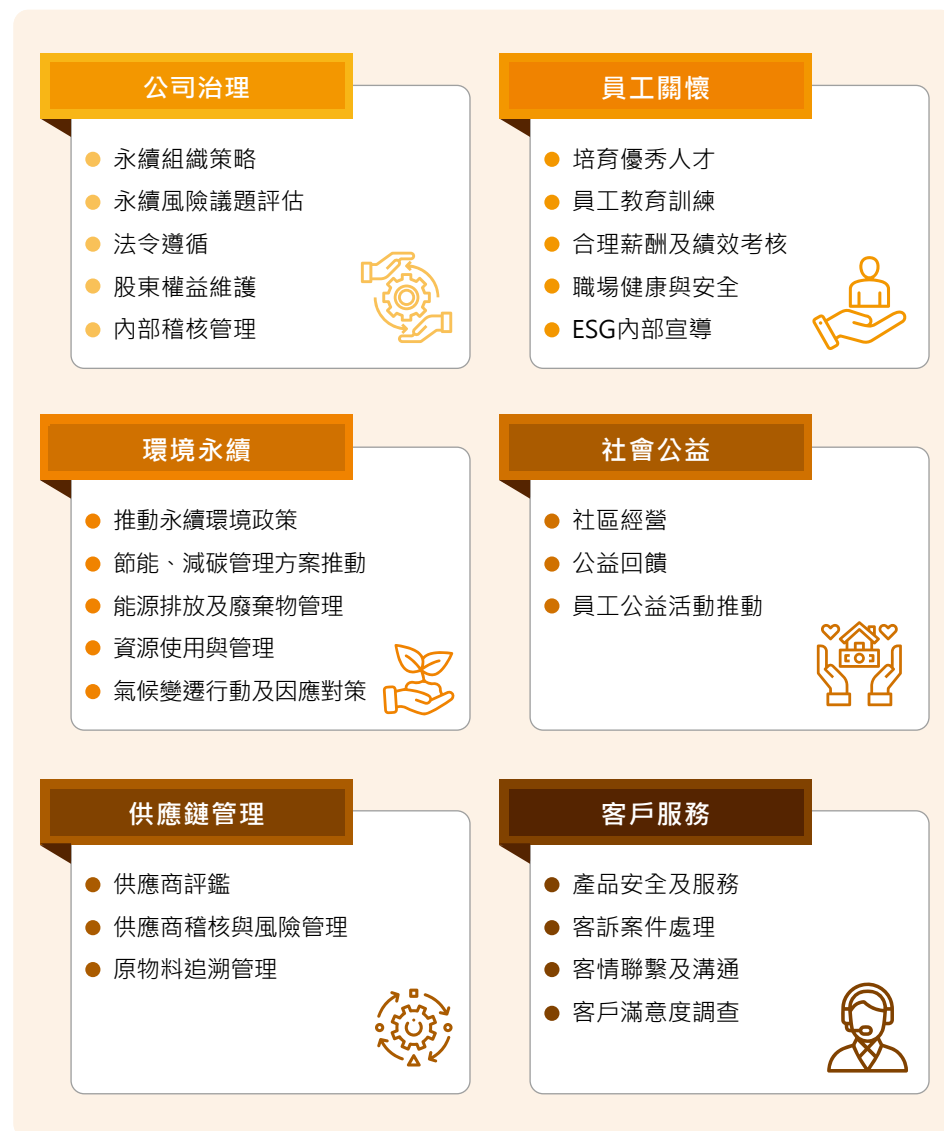 公司治理
永續組織策略
永續風險議題評估
法令遵循
股東權益維護
內部稽核管理
員工關懷
培育優秀人才
員工教育訓練
合理薪酬及績效考核
職場健康與安全
ESG內部宣導
環境永續
推動永續環境政策
節能、減碳管理方案推動
能源排放及廢棄物管理
資源使用與管理
氣候變遷行動及因應對策
社會公益
社區經營
公益回饋
員工公益活動推動
供應鏈管理
供應商評鑑
供應商稽核與風險管理
原物料追溯管理
客戶服務
產品安全及服務
客訴案件處理
客情聯繫及溝通
客戶滿意度調查